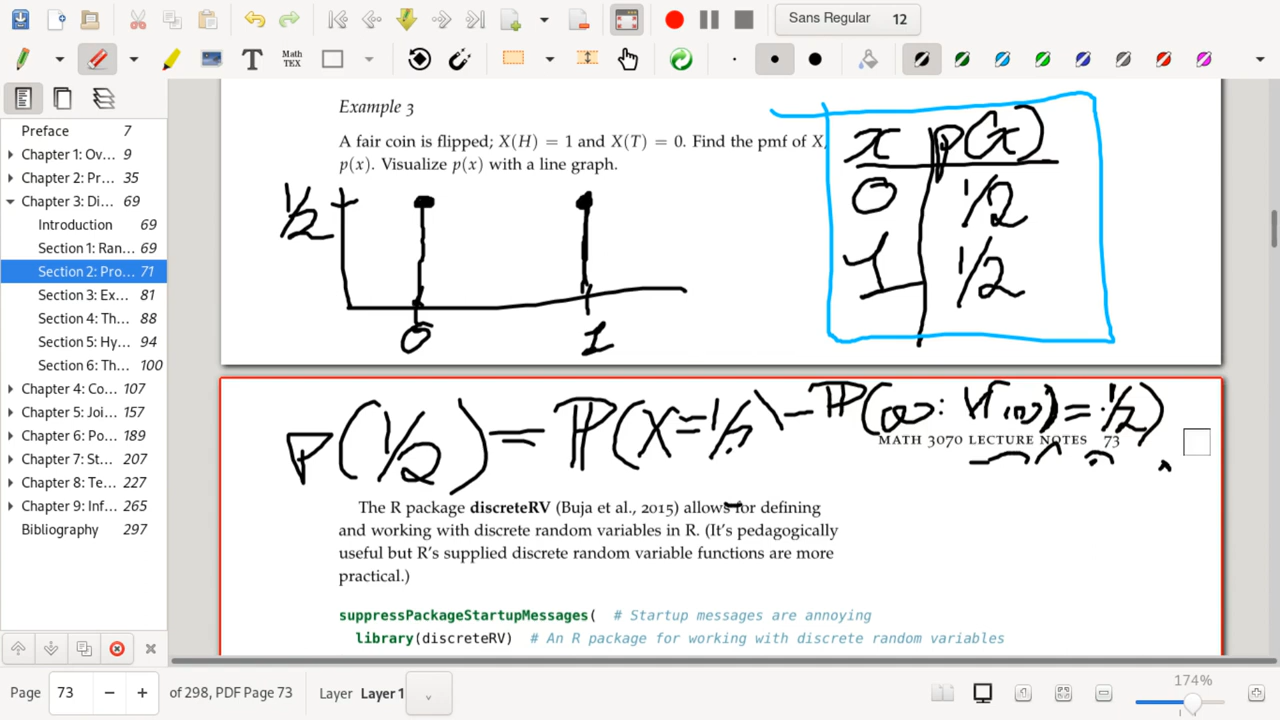 Sans Regular 12
Math
TEX
Preface 7
Chapter 1: Ov... 9
Chapter 2: Pr... 35
Chapter 3: Di... 69
Introduction 69
Section 1: Ran... 69
Section 2: Pro... 71
Section 3: Ex... 81
Section 4: Th... 88
Section 5: Hy... 94
Section 6: Th... 100
Chapter 4: Co... 107
Chapter 5: Joi... 157
Chapter 6: Po... 189
Chapter 7: St... 207
Chapter 8: Te... 227
Chapter 9: Inf... 265
Bibliography 297
Example 3
A fair coin is flipped; X(H) = 1 and X(T) = 0. Find the pmf of X,
p(x). Visualize p(x) with a line graph.
1/2
0 1
x p(x)
0 1/2
1 1/2
p(1/2) = ℙ(X=1/2) = ℙ(ω: X(ω) = 1/2)
MATH 3070 LECTURE NOTES 73
The R package discreteRV (Buja et al., 2015) allows for defining
and working with discrete random variables in R. (It's pedagogically
useful but R's supplied discrete random variable functions are more
practical.)
suppressPackageStartupMessages( # Startup messages are annoying
library(discreteRV) # An R package for working with discrete random variables
Page 73 of 298, PDF Page 73 Layer Layer 1 174%